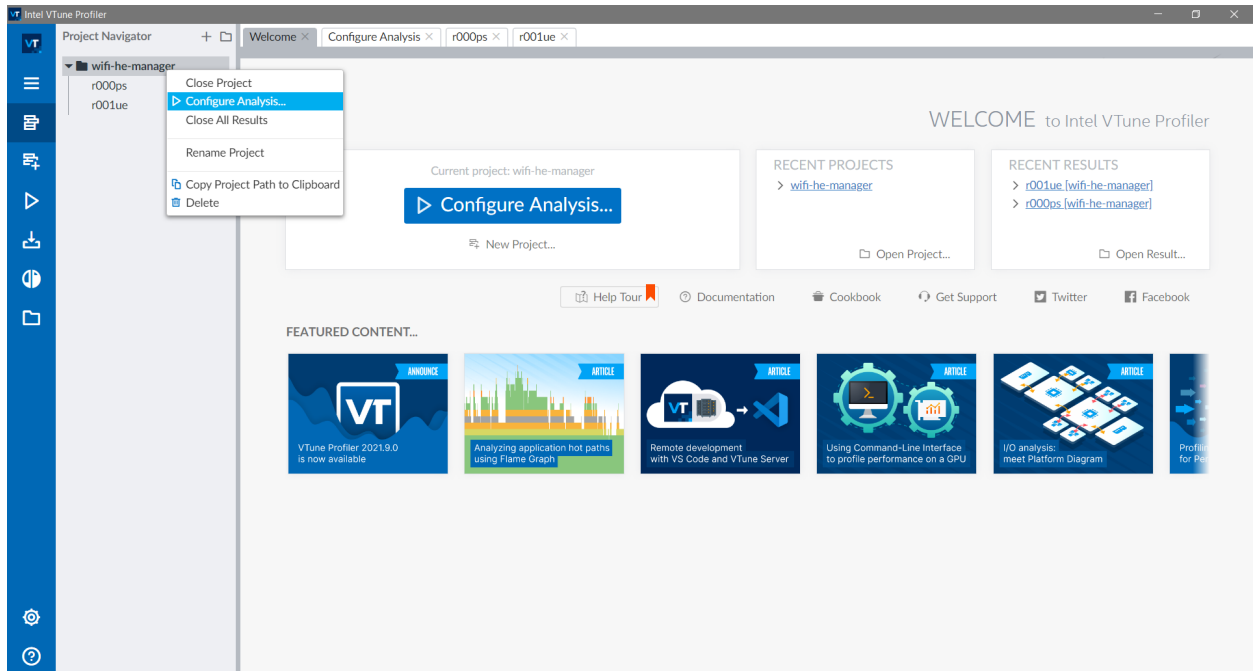 VT Intel VTune Profiler
VT
Project Navigator
wifi-he-manager
r000ps
r001ue
Close Project
Configure Analysis...
Close All Results
Rename Project
Copy Project Path to Clipboard
Delete
Welcome
Configure Analysis
r000ps
r001ue
WELCOME to Intel VTune Profiler
Current project: wifi-he-manager
Configure Analysis...
New Project...
RECENT PROJECTS
wifi-he-manager
Open Project...
RECENT RESULTS
r001ue [wifi-he-manager]
r000ps [wifi-he-manager]
Open Result...
Help Tour
Documentation
Cookbook
Get Support
Twitter
Facebook
FEATURED CONTENT...
ANNOUNCE
VT
VTune Profiler 2021.9.0
is now available
ARTICLE
Analyzing application hot paths
using Flame Graph
ARTICLE
VT
Remote development
with VS Code and VTune Server
ARTICLE
Using Command-Line Interface
to profile performance on a GPU
ARTICLE
I/O analysis:
meet Platform Diagram
for